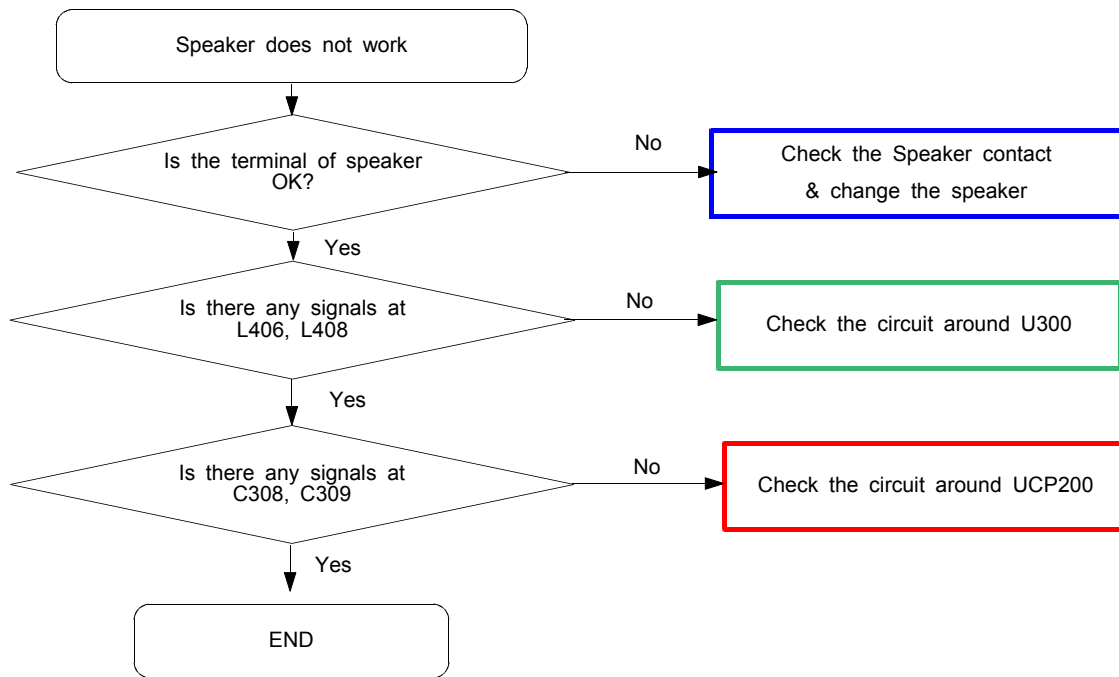 Speaker does not work
Is the terminal of speaker
OK?
No
Check the Speaker contact
& change the speaker
Yes
Is there any signals at
L406, L408
No
Check the circuit around U300
Yes
Is there any signals at
C308, C309
No
Check the circuit around UCP200
Yes
END